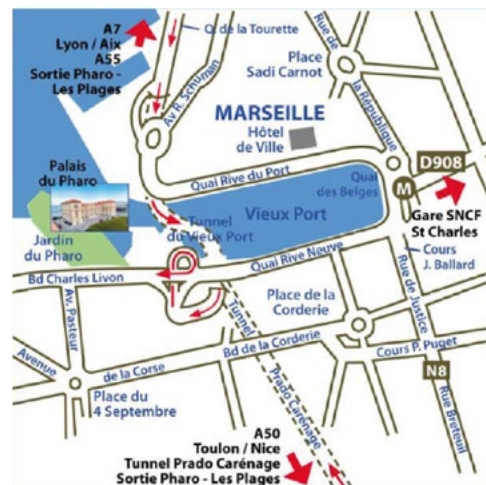 A7
Lyon / Aix
A55
Sortie Pharo -
Les Plages
Q. de la Tourette
Av R. Schuman
Place
Sadi Carnot
Rue de
la République
MARSEILLE
Hôtel
de Ville
D908
Palais
du Pharo
Quai Rive du Port
Quai
des Belges
M
Gare SNCF
St Charles
Vieux Port
Tunnel
du Vieux Port
Jardin
du Pharo
Quai Rive Neuve
Cours
J. Ballard
Bd Charles Livon
Rue de Justice
Av. Pasteur
Tunnel
Place de la
Corderie
Bd de la Corderie
Cours P. Puget
Avenue
de la Corse
N8
Place du
4 Septembre
Prado Carénage
Rue Breteuil
A50
Toulon / Nice
Tunnel Prado Carénage
Sortie Pharo - Les Plages